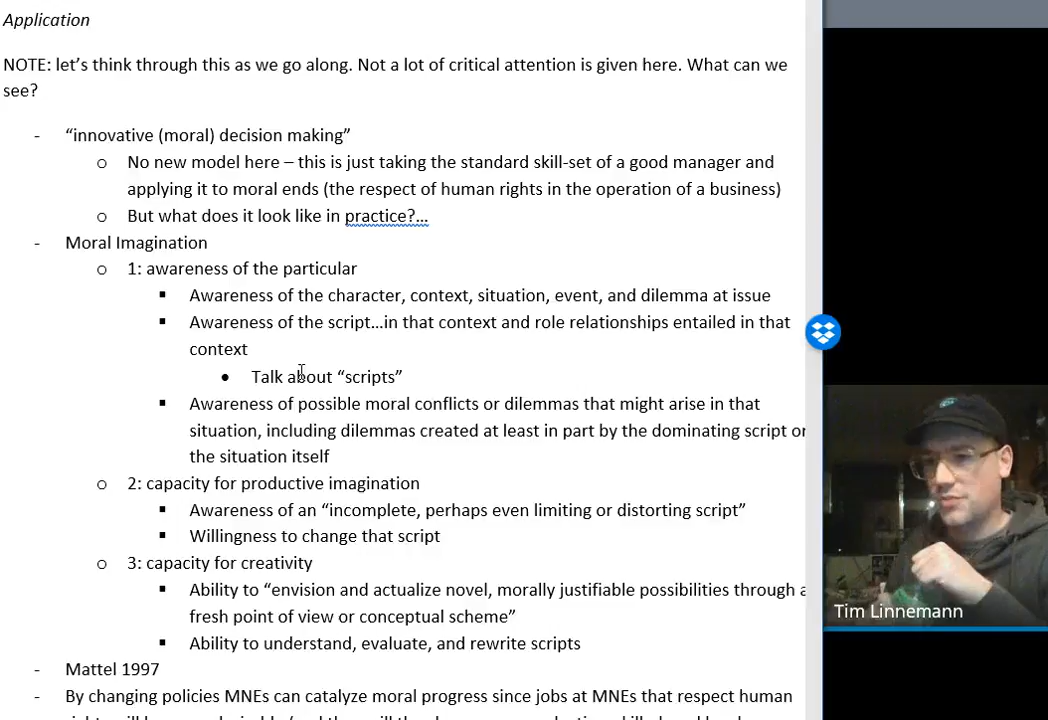 Application
NOTE: let's think through this as we go along. Not a lot of critical attention is given here. What can we
see?
- "innovative (moral) decision making"
o No new model here – this is just taking the standard skill-set of a good manager and
applying it to moral ends (the respect of human rights in the operation of a business)
o But what does it look like in practice?...
- Moral Imagination
o 1: awareness of the particular
▪ Awareness of the character, context, situation, event, and dilemma at issue
▪ Awareness of the script...in that context and role relationships entailed in that
context
• Talk about "scripts"
▪ Awareness of possible moral conflicts or dilemmas that might arise in that
situation, including dilemmas created at least in part by the dominating script or
the situation itself
o 2: capacity for productive imagination
▪ Awareness of an "incomplete, perhaps even limiting or distorting script"
▪ Willingness to change that script
o 3: capacity for creativity
▪ Ability to "envision and actualize novel, morally justifiable possibilities through a
fresh point of view or conceptual scheme"
▪ Ability to understand, evaluate, and rewrite scripts
- Mattel 1997
- By changing policies MNEs can catalyze moral progress since jobs at MNEs that respect human
Tim Linnemann